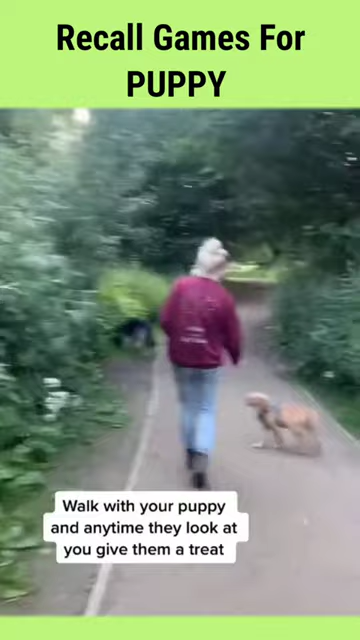 Recall Games For
PUPPY
Walk with your puppy
and anytime they look at
you give them a treat